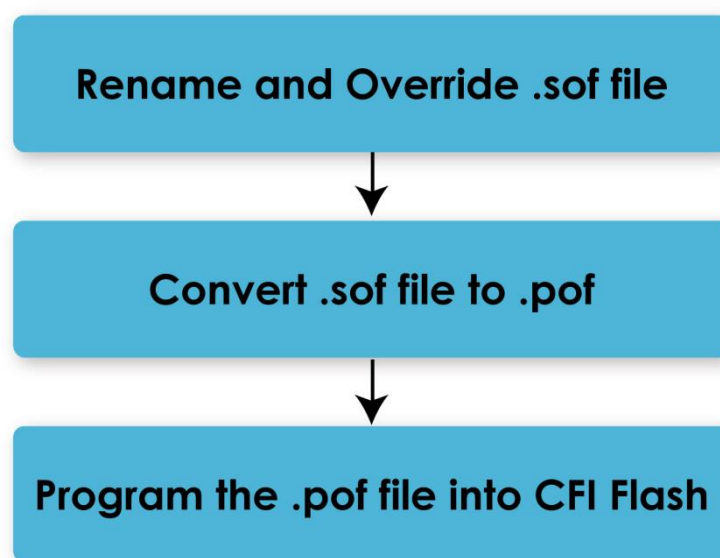 Rename and Override .sof file
Convert .sof file to .pof
Program the .pof file into CFI Flash